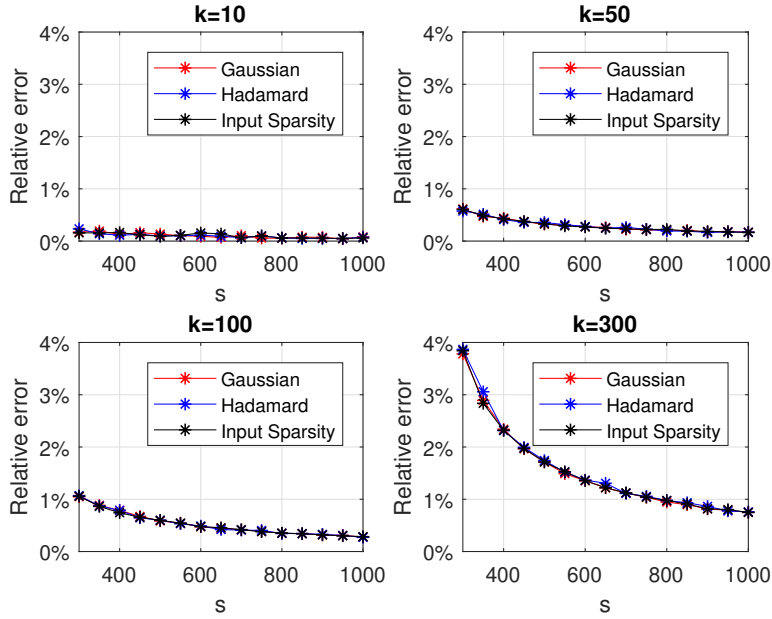 k=10
4%
3%
2%
1%
0%
Relative error
Gaussian
Hadamard
Input Sparsity
400
600
800
1000
s
k=50
4%
3%
2%
1%
0%
Relative error
Gaussian
Hadamard
Input Sparsity
400
600
800
1000
s
k=100
4%
3%
2%
1%
0%
Relative error
Gaussian
Hadamard
Input Sparsity
400
600
800
1000
s
k=300
4%
3%
2%
1%
0%
Relative error
Gaussian
Hadamard
Input Sparsity
400
600
800
1000
s